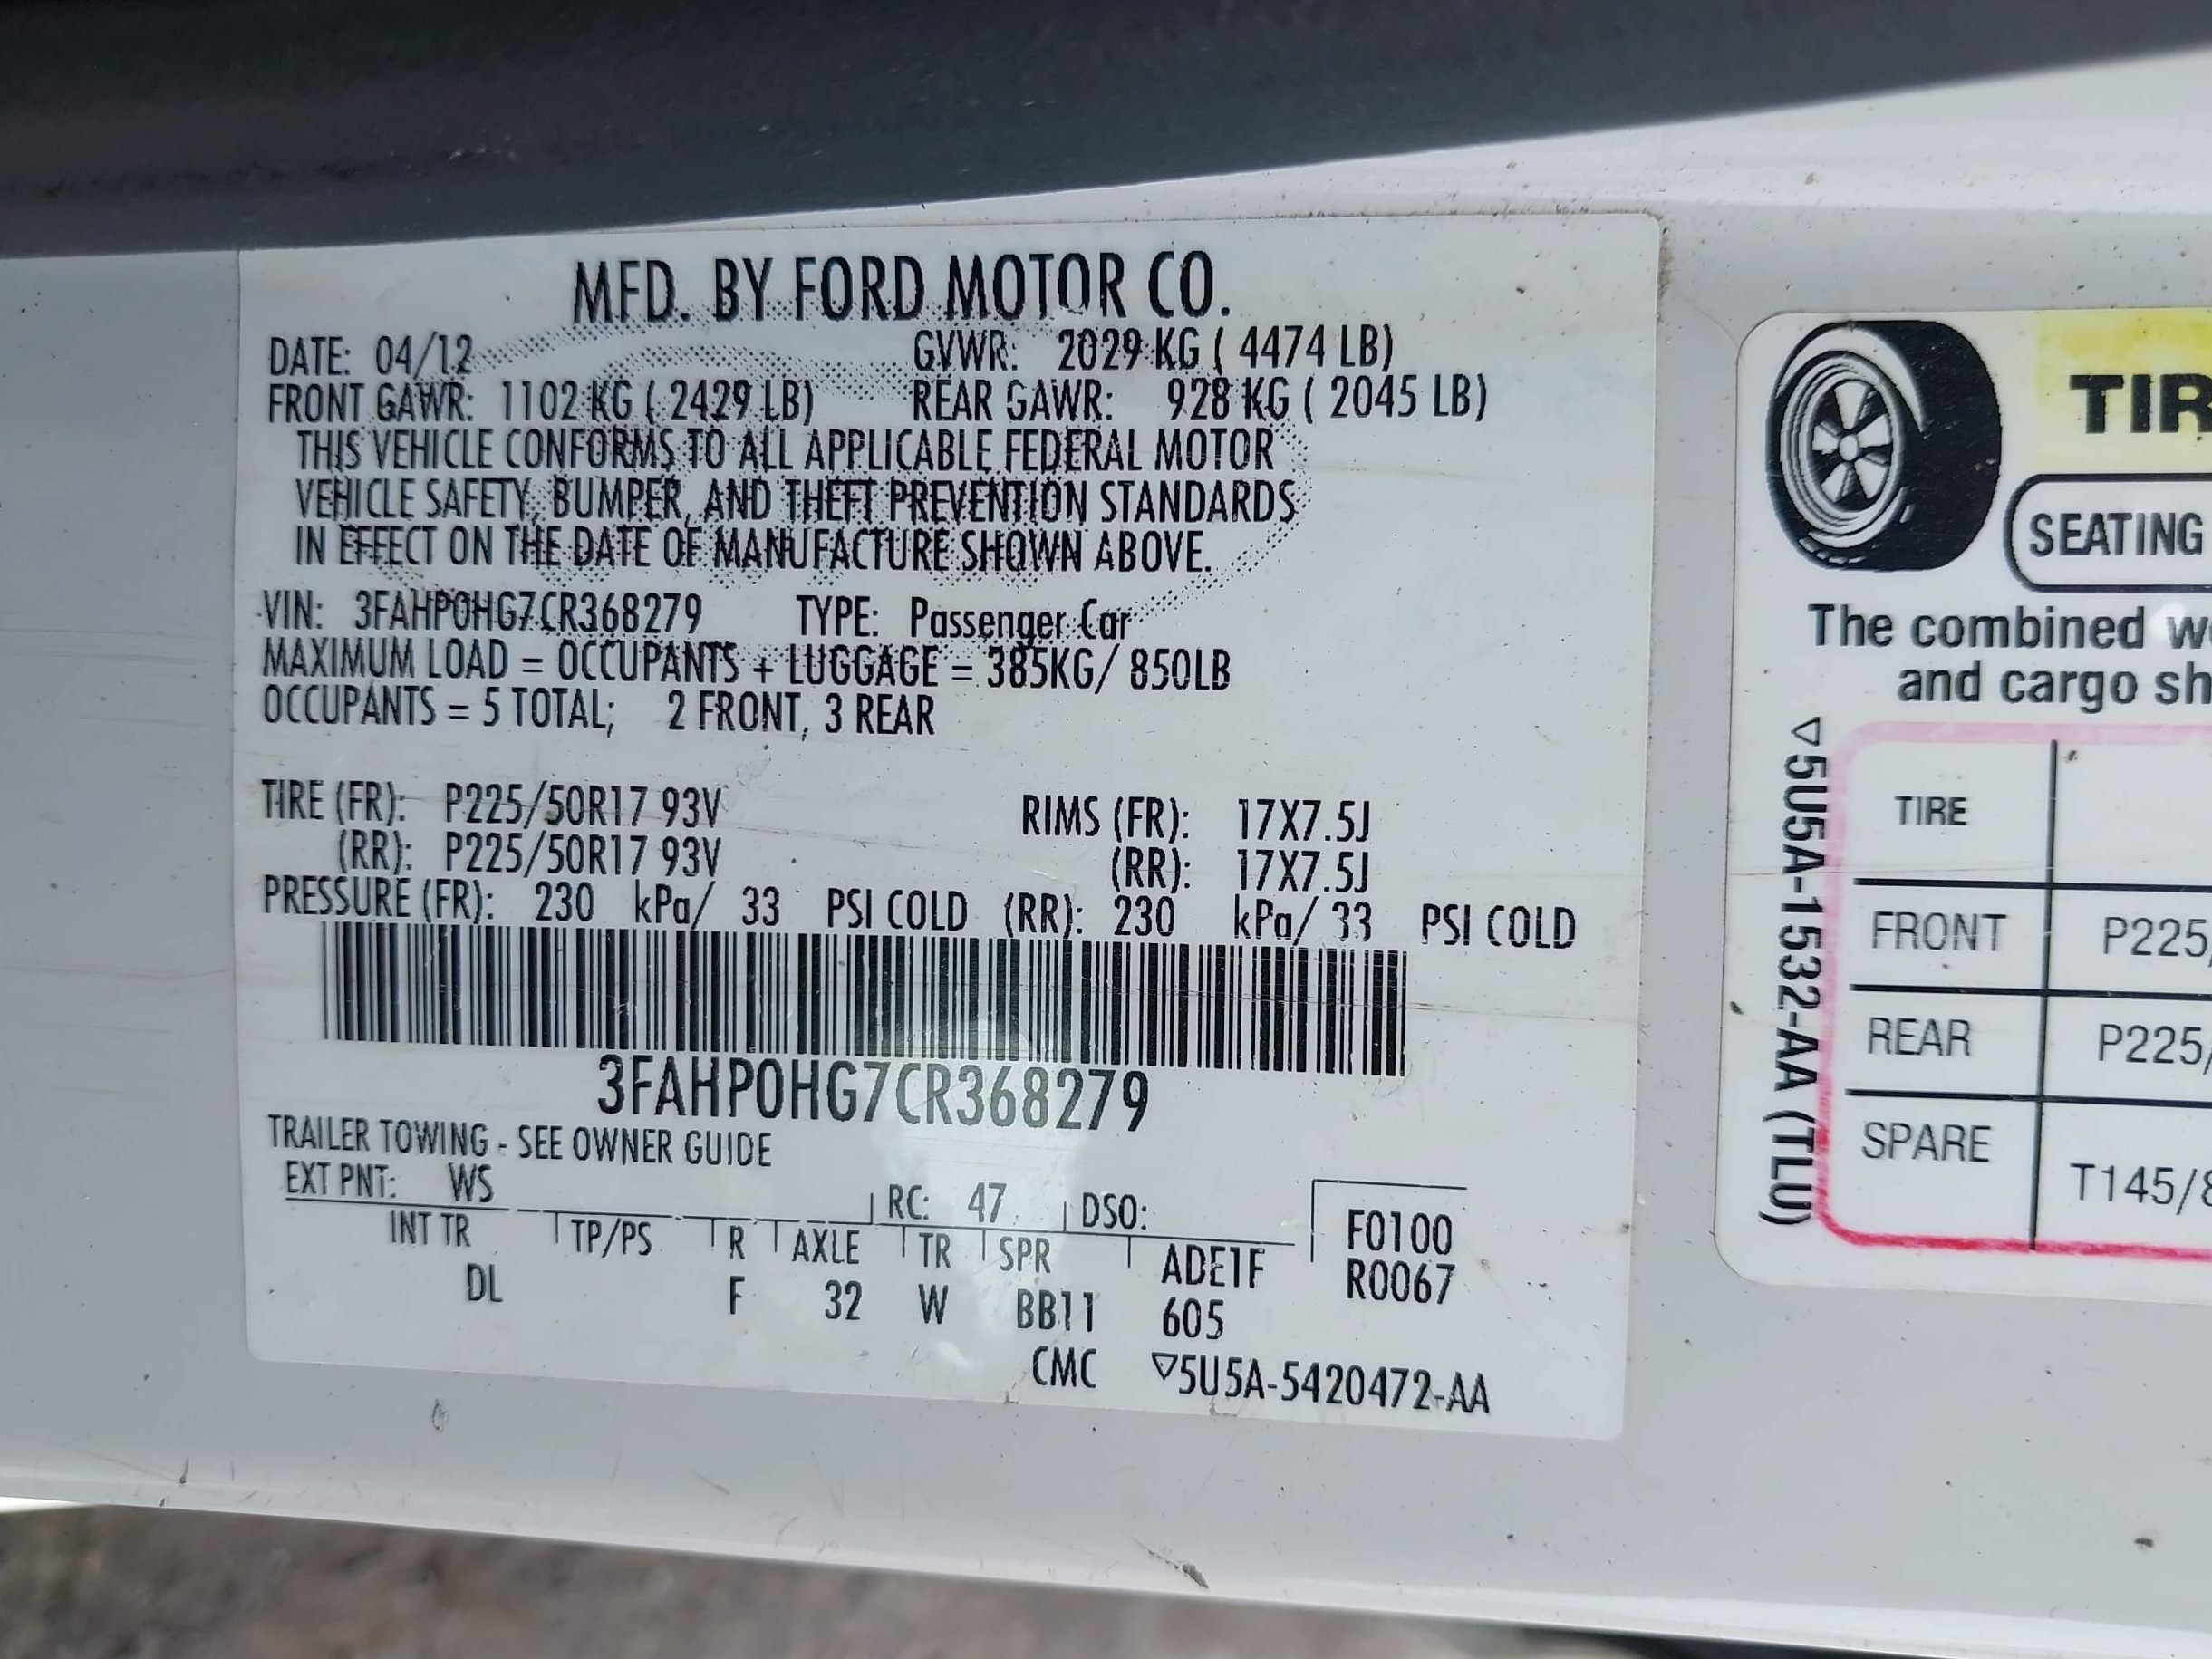 MFD. BY FORD MOTOR CO.
DATE: 04/12 GVWR: 2029 KG ( 4474 LB)
FRONT GAWR: 1102 KG ( 2429 LB) REAR GAWR: 928 KG ( 2045 LB)
THIS VEHICLE CONFORMS TO ALL APPLICABLE FEDERAL MOTOR
VEHICLE SAFETY, BUMPER, AND THEFT PREVENTION STANDARDS
IN EFFECT ON THE DATE OF MANUFACTURE SHOWN ABOVE.
VIN: 3FAHP0HG7CR368279 TYPE: Passenger Car
MAXIMUM LOAD = OCCUPANTS + LUGGAGE = 385KG/ 850LB
OCCUPANTS = 5 TOTAL; 2 FRONT, 3 REAR
TIRE (FR): P225/50R17 93V RIMS (FR): 17X7.5J
(RR): P225/50R17 93V (RR): 17X7.5J
PRESSURE (FR): 230 kPa/ 33 PSI COLD (RR): 230 kPa/ 33 PSI COLD
3FAHP0HG7CR368279
TRAILER TOWING - SEE OWNER GUIDE
EXT PNT: WS RC: 47 DSO:
INT TR TP/PS R AXLE TR SPR ADE1F
DL F 32 W BB11 605
F0100
R0067
CMC ▽5U5A-5420472-AA
TIR
SEATING
The combined
and cargo sh
▽5U5A-1532-AA (TLU)
TIRE
FRONT P225/
REAR P225/
SPARE T145/8